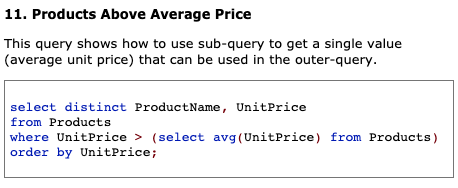 11. Products Above Average Price
This query shows how to use sub-query to get a single value
(average unit price) that can be used in the outer-query.
select distinct ProductName, UnitPrice
from Products
where UnitPrice > (select avg(UnitPrice) from Products)
order by UnitPrice;